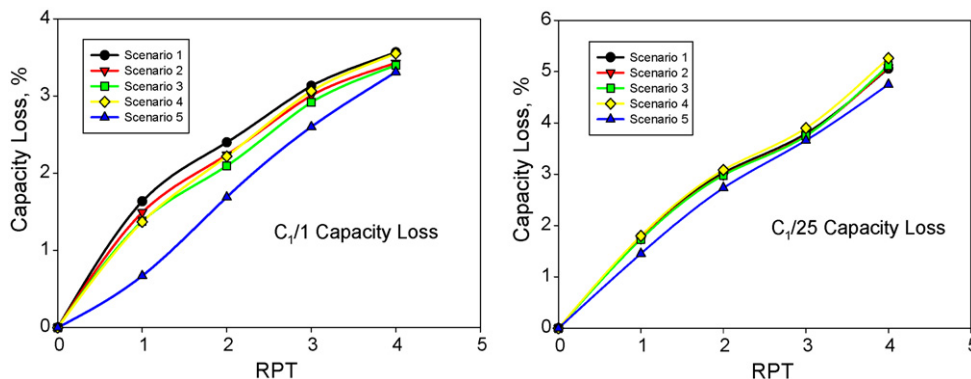 Capacity Loss, %
4
3
2
1
0
Scenario 1
Scenario 2
Scenario 3
Scenario 4
Scenario 5
C₁/1 Capacity Loss
0 1 2 3 4 5
RPT
Capacity Loss, %
6
5
4
3
2
1
0
Scenario 1
Scenario 2
Scenario 3
Scenario 4
Scenario 5
C₁/25 Capacity Loss
0 1 2 3 4 5
RPT